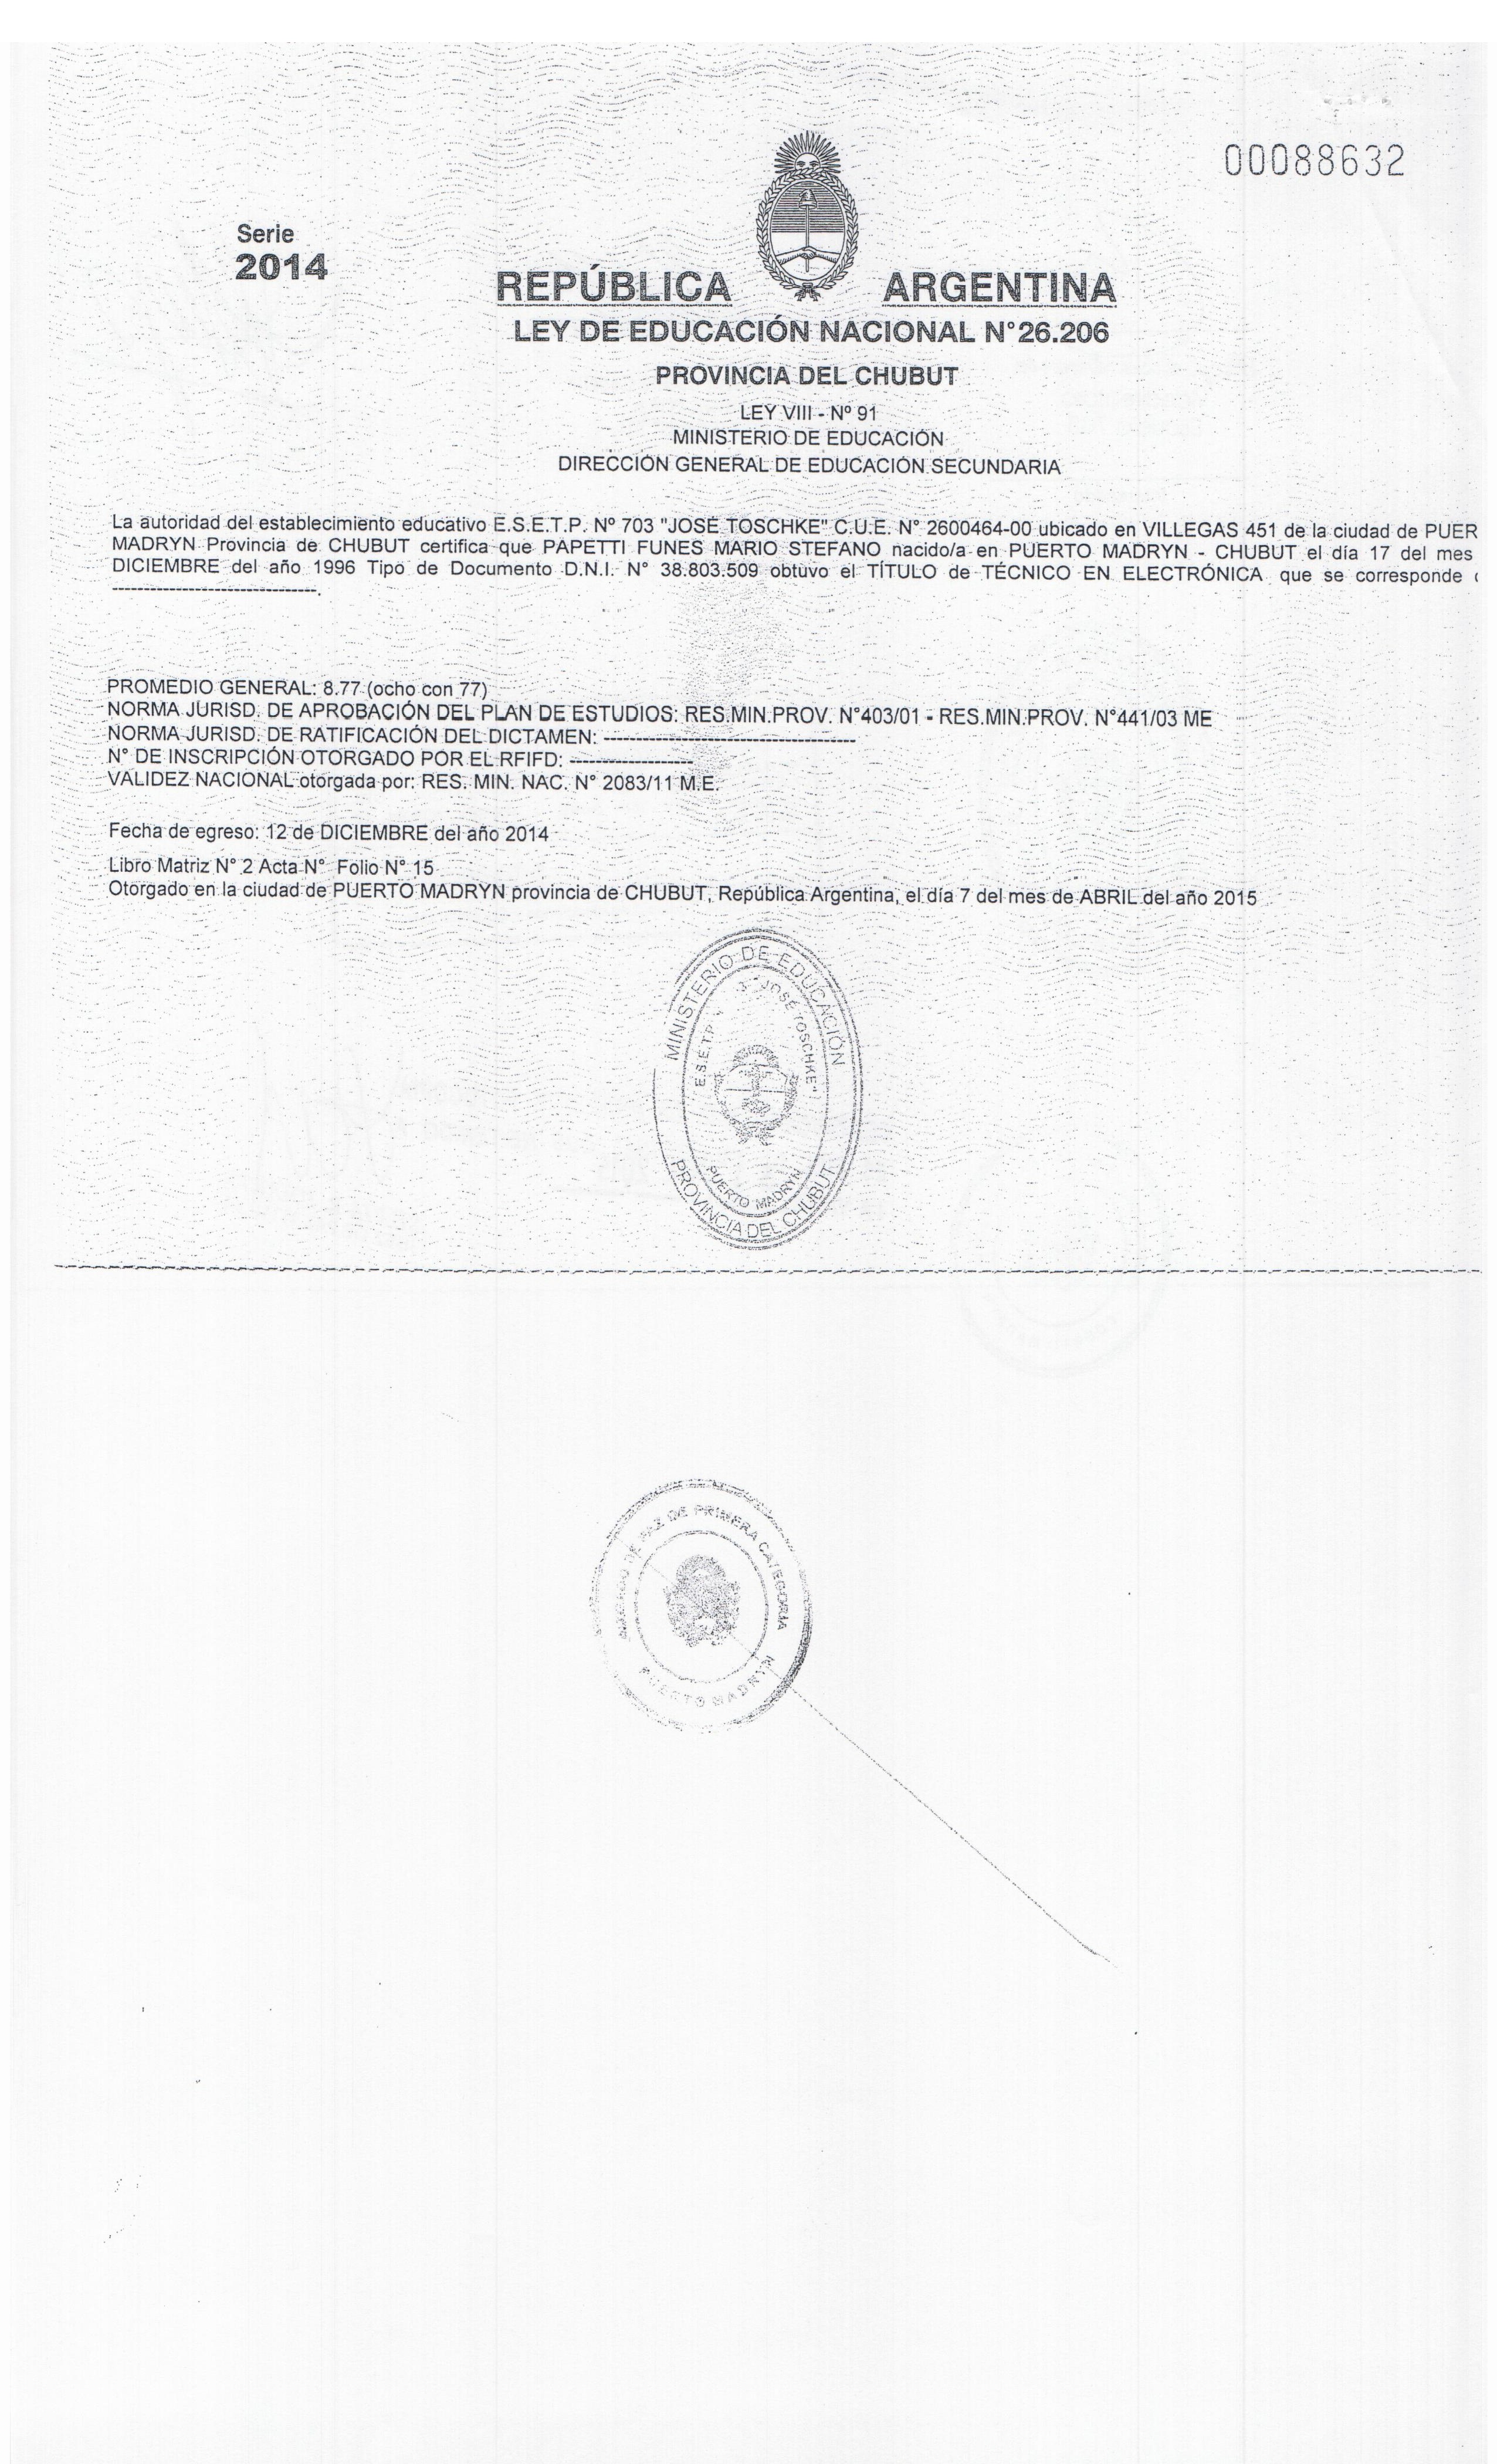 00088632
Serie
2014
REPÚBLICA ARGENTINA
LEY DE EDUCACIÓN NACIONAL N°26.206
PROVINCIA DEL CHUBUT
LEY VIII - Nº 91
MINISTERIO DE EDUCACIÓN
DIRECCIÓN GENERAL DE EDUCACIÓN SECUNDARIA
La autoridad del establecimiento educativo E.S.E.T.P. Nº 703 "JOSÉ TOSCHKE" C.U.E. N° 2600464-00 ubicado en VILLEGAS 451 de la ciudad de PUER
MADRYN Provincia de CHUBUT certifica que PAPETTI FUNES MARIO STEFANO nacido/a en PUERTO MADRYN - CHUBUT el día 17 del mes
DICIEMBRE del año 1996 Tipo de Documento D.N.I. N° 38.803.509 obtuvo el TÍTULO de TÉCNICO EN ELECTRÓNICA que se corresponde
--------------------------------.
PROMEDIO GENERAL: 8.77 (ocho con 77)
NORMA JURISD. DE APROBACIÓN DEL PLAN DE ESTUDIOS: RES.MIN.PROV. N°403/01 - RES.MIN.PROV. N°441/03 ME
NORMA JURISD. DE RATIFICACIÓN DEL DICTAMEN: ---------------------------------------
N° DE INSCRIPCIÓN OTORGADO POR EL RFIFD: -------------------
VALIDEZ NACIONAL otorgada por: RES. MIN. NAC. N° 2083/11 M.E.
Fecha de egreso: 12 de DICIEMBRE del año 2014
Libro Matriz N° 2 Acta N° Folio N° 15
Otorgado en la ciudad de PUERTO MADRYN provincia de CHUBUT, República Argentina, el día 7 del mes de ABRIL del año 2015
MINISTERIO DE EDUCACIÓN
E.S.E.T.P. "JOSÉ TOSCHKE"
PUERTO MADRYN
PROVINCIA DEL CHUBUT
DE PAZ DE PRIMERA CATEGORIA
PUERTO MADRYN